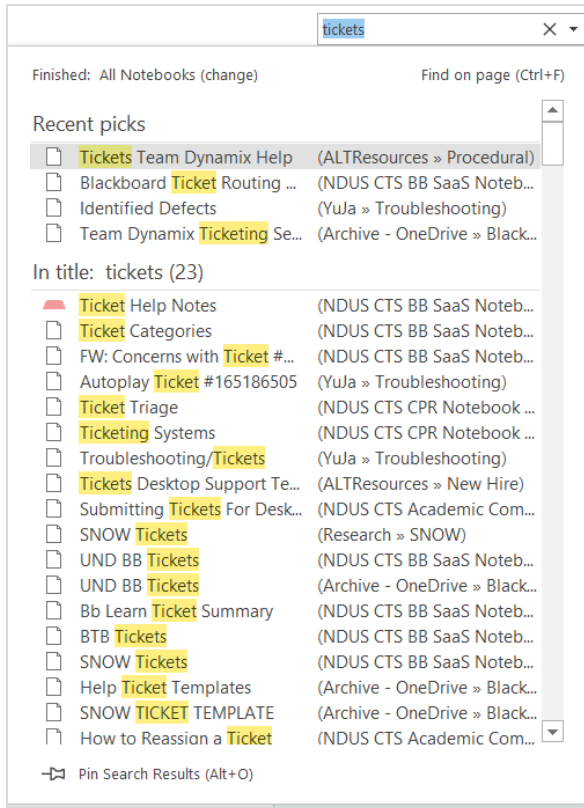 tickets
Finished: All Notebooks (change) Find on page (Ctrl+F)
Recent picks
Tickets Team Dynamix Help (ALTResources » Procedural)
Blackboard Ticket Routing ... (NDUS CTS BB SaaS Noteb...
Identified Defects (YuJa » Troubleshooting)
Team Dynamix Ticketing Se... (Archive - OneDrive » Black...
In title: tickets (23)
Ticket Help Notes (NDUS CTS BB SaaS Noteb...
Ticket Categories (NDUS CTS BB SaaS Noteb...
FW: Concerns with Ticket #... (NDUS CTS BB SaaS Noteb...
Autoplay Ticket #165186505 (YuJa » Troubleshooting)
Ticket Triage (NDUS CTS CPR Notebook ...
Ticketing Systems (NDUS CTS CPR Notebook ...
Troubleshooting/Tickets (YuJa » Troubleshooting)
Tickets Desktop Support Te... (ALTResources » New Hire)
Submitting Tickets For Desk... (NDUS CTS Academic Com...
SNOW Tickets (Research » SNOW)
UND BB Tickets (NDUS CTS BB SaaS Noteb...
UND BB Tickets (Archive - OneDrive » Black...
Bb Learn Ticket Summary (NDUS CTS BB SaaS Noteb...
BTB Tickets (NDUS CTS BB SaaS Noteb...
SNOW Tickets (NDUS CTS BB SaaS Noteb...
Help Ticket Templates (Archive - OneDrive » Black...
SNOW TICKET TEMPLATE (Archive - OneDrive » Black...
How to Reassign a Ticket (NDUS CTS Academic Com...
Pin Search Results (Alt+O)